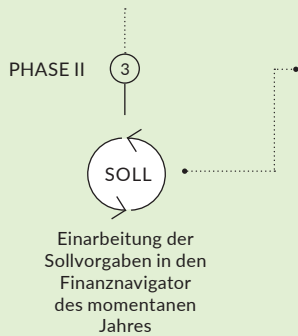 PHASE II 3
SOLL
Einarbeitung der
Sollvorgaben in den
Finanznavigator
des momentanen
Jahres